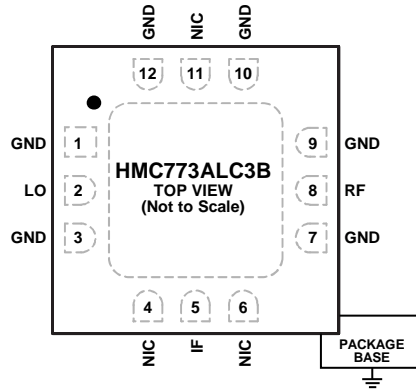 GND NIC GND
12 11 10
GND 1 9 GND
HMC773ALC3B
LO 2 TOP VIEW 8 RF
(Not to Scale)
GND 3 7 GND
4 5 6
NIC IF NIC
PACKAGE
BASE